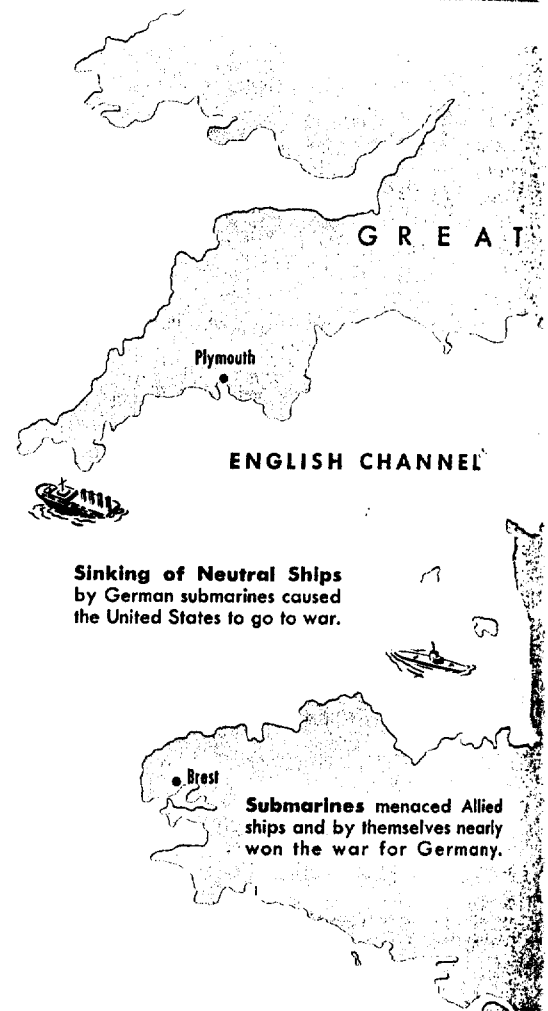 GREAT
Plymouth
ENGLISH CHANNEL
Sinking of Neutral Ships
by German submarines caused
the United States to go to war.
Brest
Submarines menaced Allied
ships and by themselves nearly
won the war for Germany.